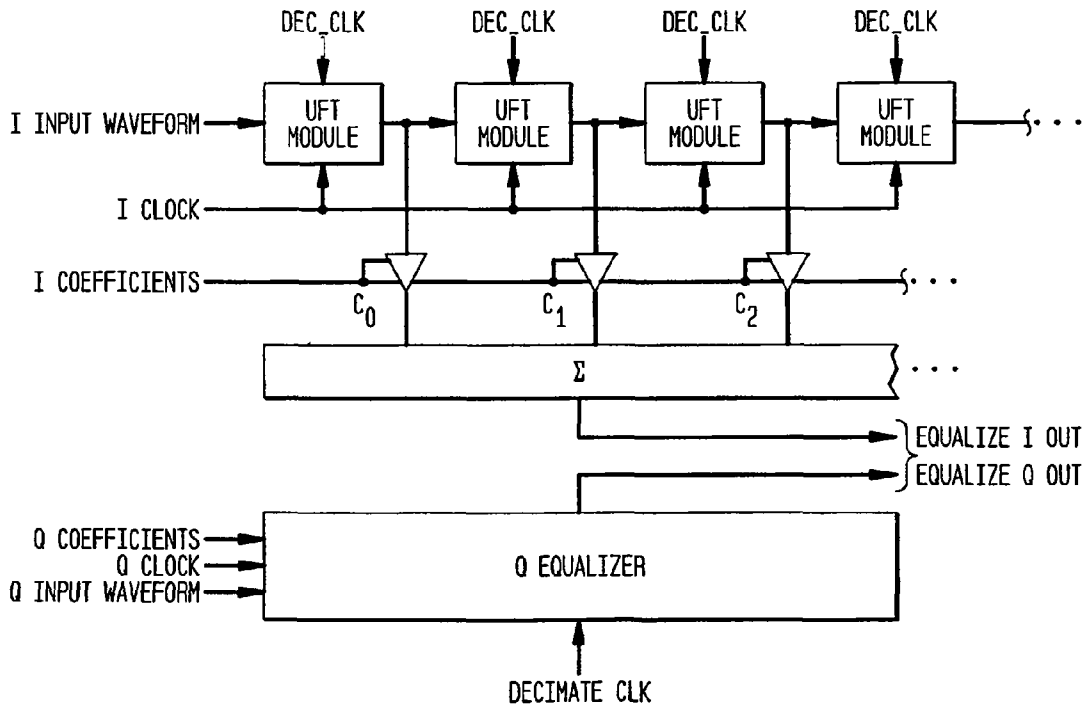 DEC_CLK DEC_CLK DEC_CLK DEC_CLK
I INPUT WAVEFORM
UFT MODULE
UFT MODULE
UFT MODULE
UFT MODULE
I CLOCK
I COEFFICIENTS
C0 C1 C2
Σ
EQUALIZE I OUT
EQUALIZE Q OUT
Q COEFFICIENTS
Q CLOCK
Q INPUT WAVEFORM
Q EQUALIZER
DECIMATE CLK